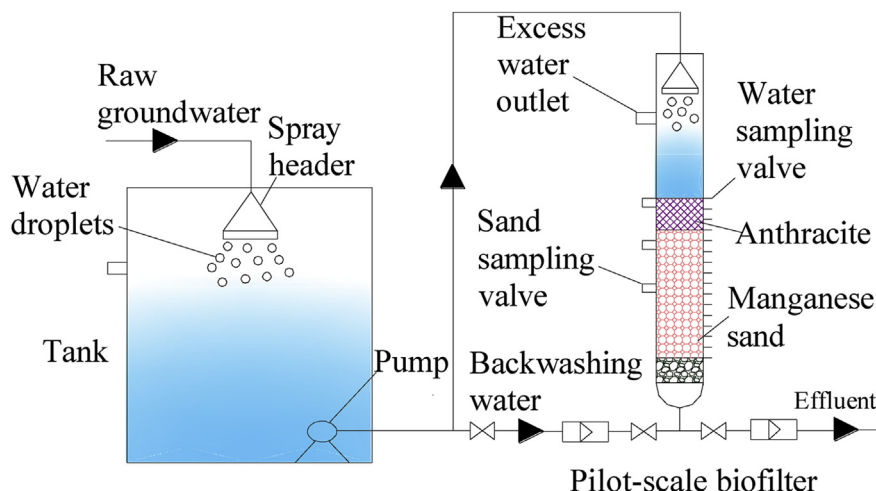 Raw
groundwater
Spray
header
Water
droplets
Tank
Pump
Excess
water
outlet
Water
sampling
valve
Sand
sampling
valve
Anthracite
Manganese
sand
Backwashing
water
Effluent
Pilot-scale biofilter